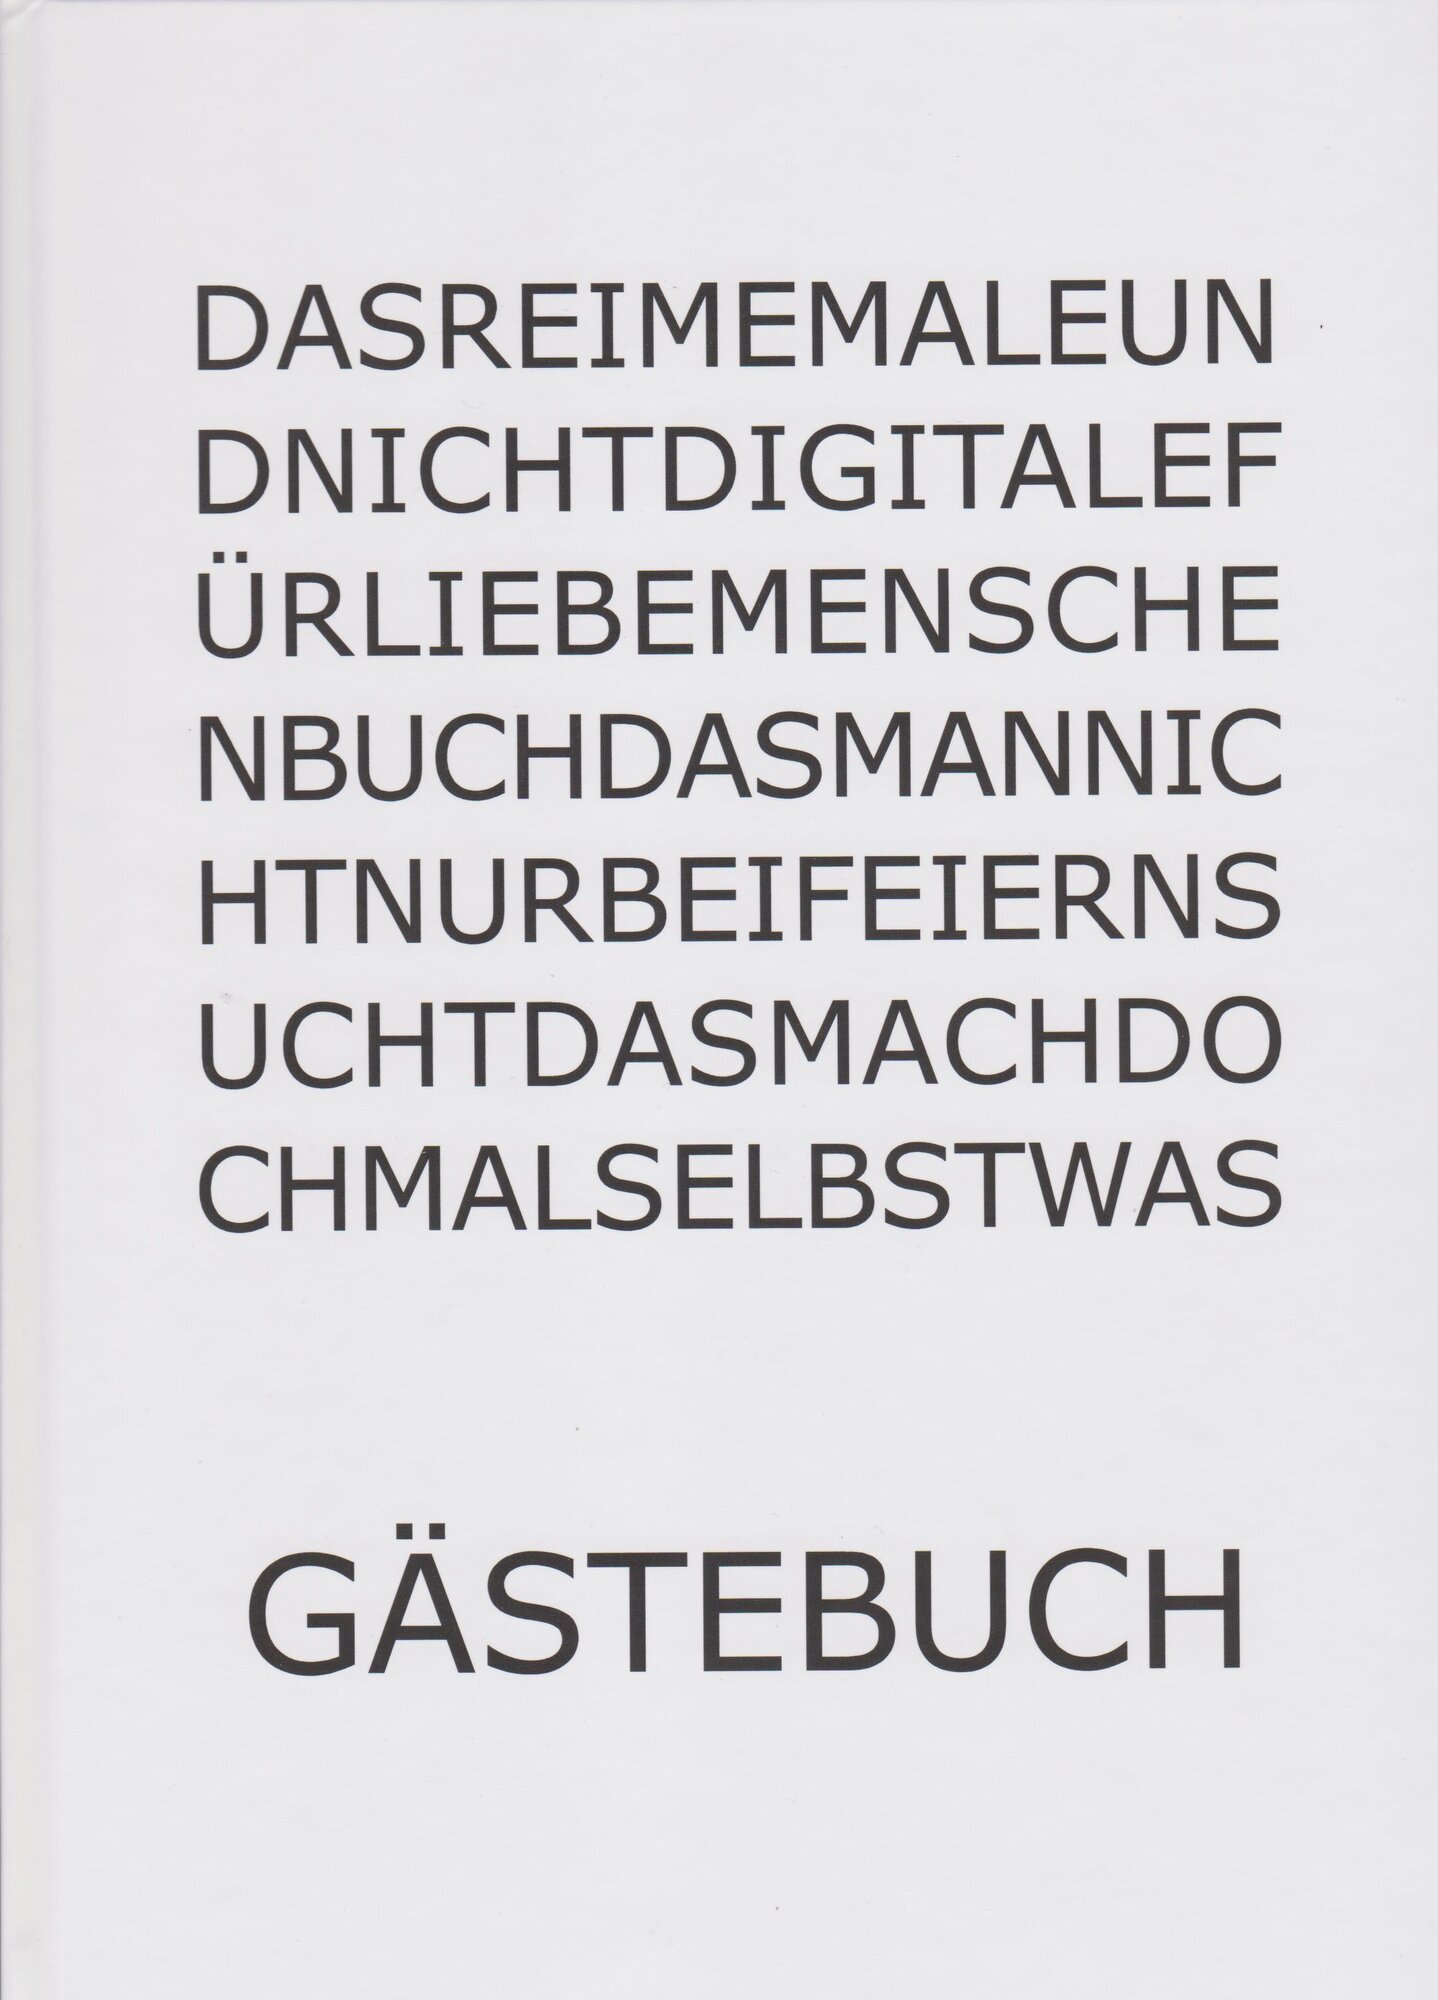 DASREIMEMALEUN
DNICHTDIGITALEF
ÜRLIEBEMENSCHE
NBUCHDASMANNIC
HTNURBEIFEIERNS
UCHTDASMACHDO
CHMALSELBSTWAS
GÄSTEBUCH